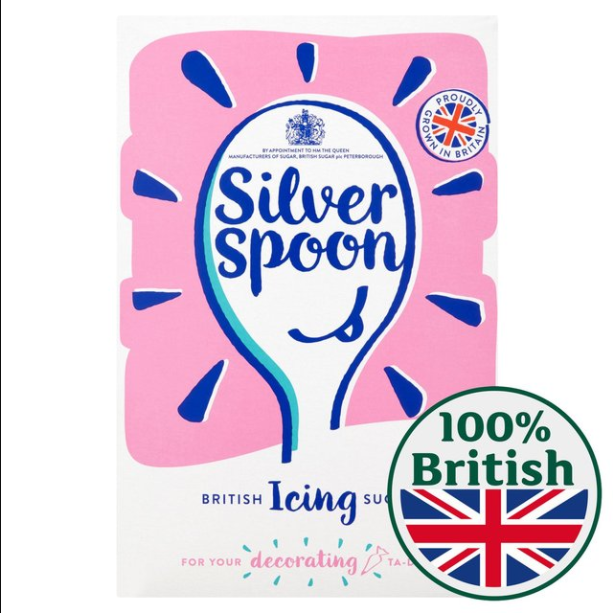 PROUDLY
GROWN IN BRITAIN
BY APPOINTMENT TO HM THE QUEEN
MANUFACTURERS OF SUGAR, BRITISH SUGAR plc PETERBOROUGH
Silver
spoon
100%
British
BRITISH Icing
FOR YOUR decorating